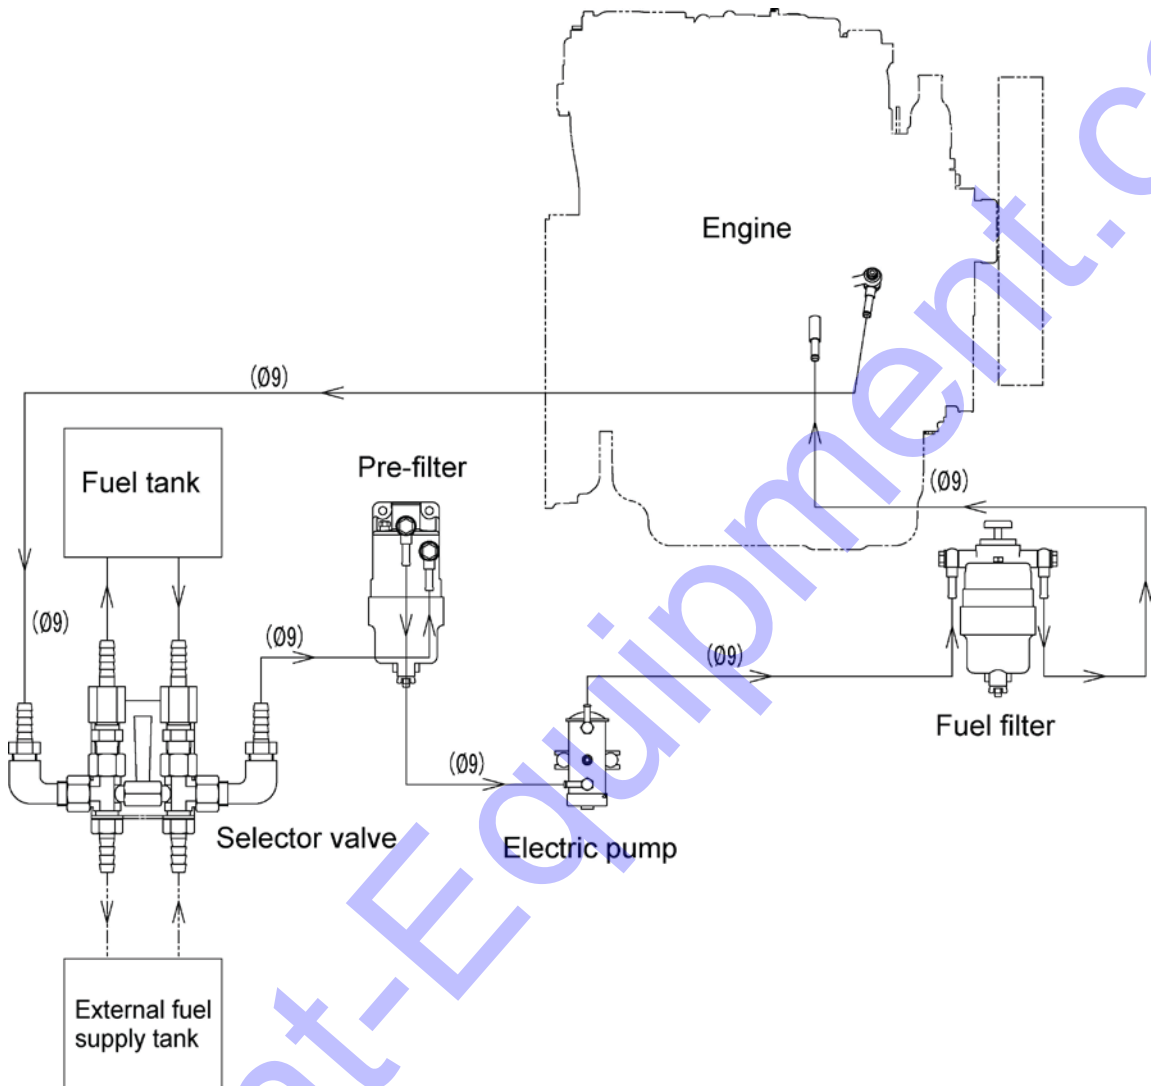 Engine
(Ø9)
Fuel tank
Pre-filter
(Ø9)
(Ø9)
(Ø9)
(Ø9)
Fuel filter
(Ø9)
Selector valve
Electric pump
External fuel
supply tank
t-Equipment.c